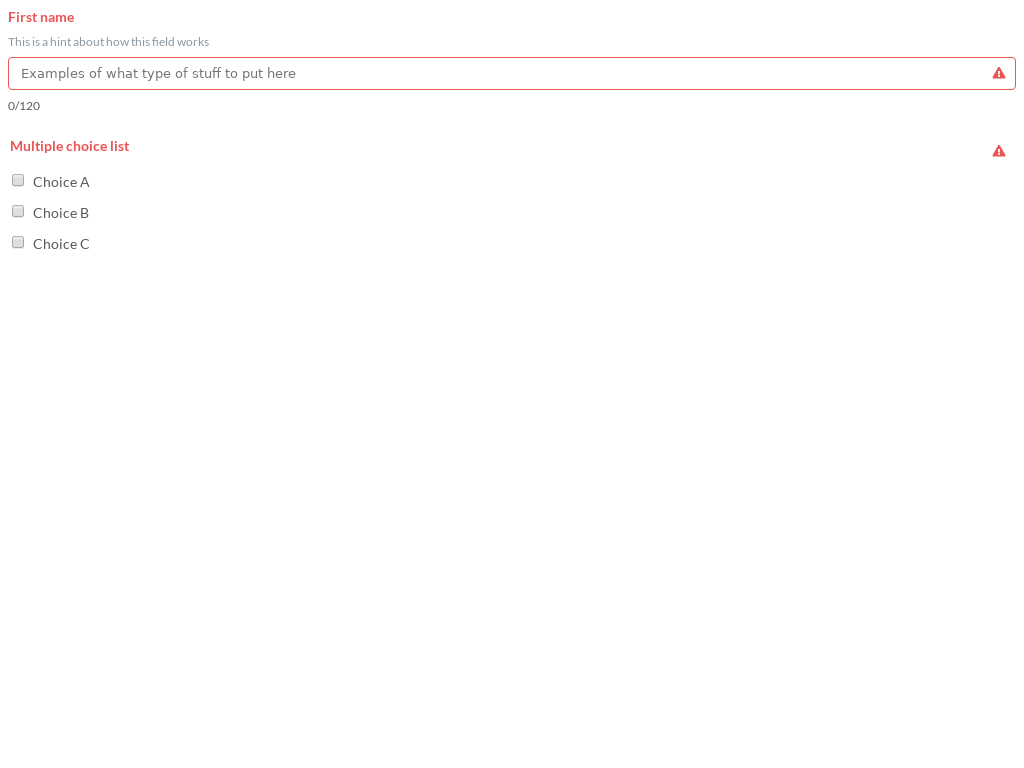 First name
This is a hint about how this field works
Examples of what type of stuff to put here
0/120
Multiple choice list
Choice A
Choice B
Choice C